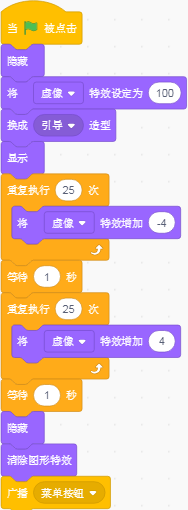 当 被点击
隐藏
将 虚像 特效设定为 100
换成 引导 造型
显示
重复执行 25 次
将 虚像 特效增加 -4
等待 1 秒
重复执行 25 次
将 虚像 特效增加 4
等待 1 秒
隐藏
清除图形特效
广播 菜单按钮